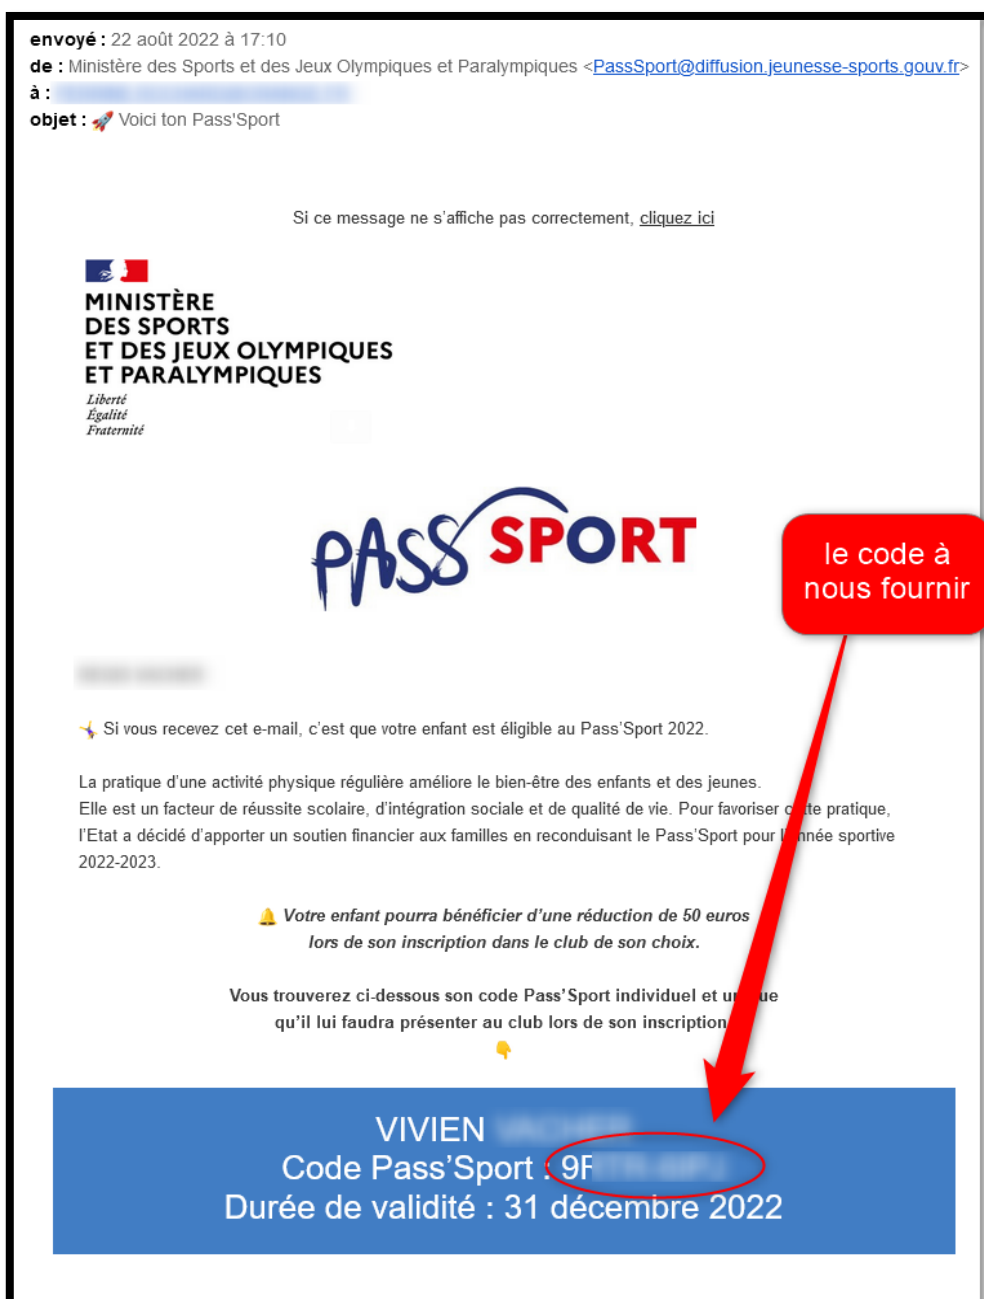 envoyé : 22 août 2022 à 17:10
de : Ministère des Sports et des Jeux Olympiques et Paralympiques <PassSport@diffusion.jeunesse-sports.gouv.fr>
à :
objet : 🚀 Voici ton Pass'Sport
Si ce message ne s'affiche pas correctement, cliquez ici
MINISTÈRE
DES SPORTS
ET DES JEUX OLYMPIQUES
ET PARALYMPIQUES
Liberté
Égalité
Fraternité
PASS SPORT
le code à
nous fournir
🤸 Si vous recevez cet e-mail, c'est que votre enfant est éligible au Pass'Sport 2022.
La pratique d'une activité physique régulière améliore le bien-être des enfants et des jeunes.
Elle est un facteur de réussite scolaire, d'intégration sociale et de qualité de vie. Pour favoriser cette pratique,
l'Etat a décidé d'apporter un soutien financier aux familles en reconduisant le Pass'Sport pour l'année sportive
2022-2023.
🔔 Votre enfant pourra bénéficier d'une réduction de 50 euros
lors de son inscription dans le club de son choix.
Vous trouverez ci-dessous son code Pass'Sport individuel et unique
qu'il lui faudra présenter au club lors de son inscription
👇
VIVIEN
Code Pass'Sport : 9F
Durée de validité : 31 décembre 2022